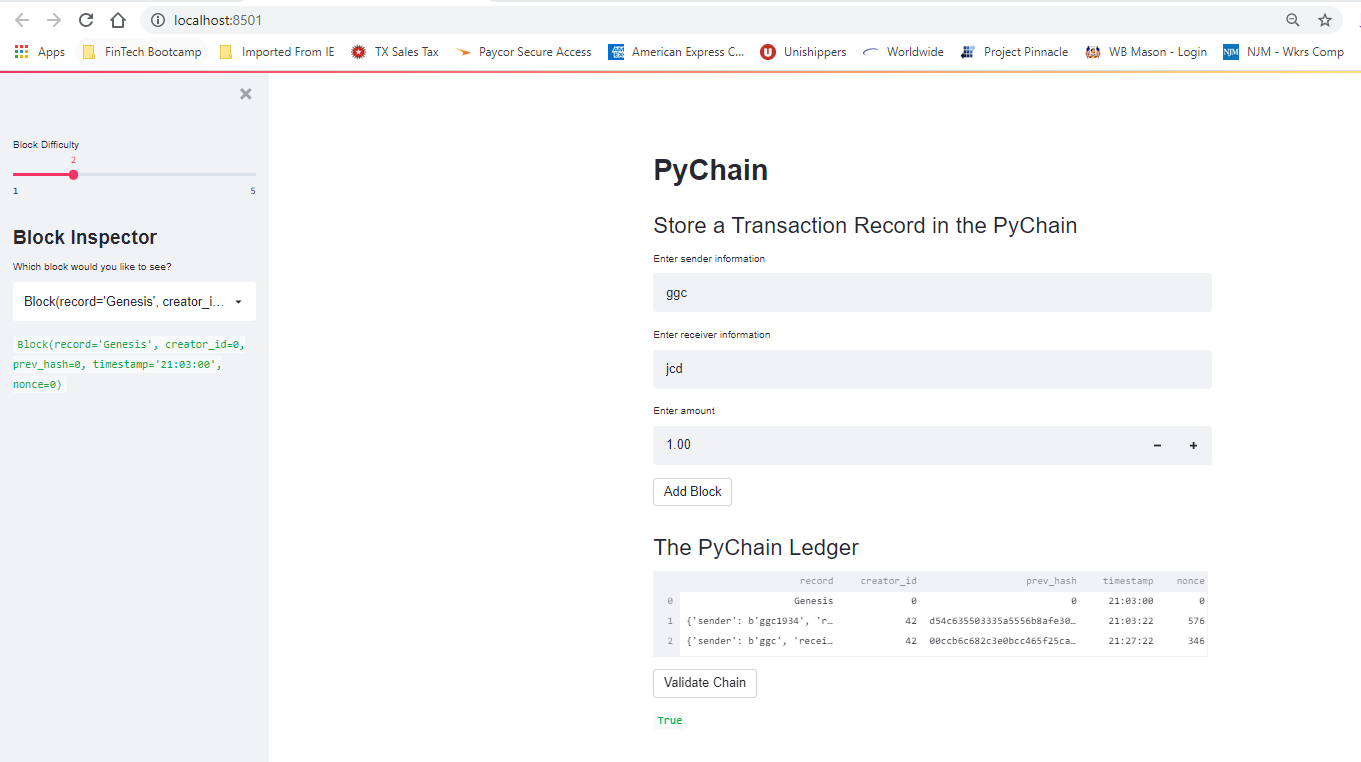 localhost:8501
Apps FinTech Bootcamp Imported From IE TX Sales Tax Paycor Secure Access American Express C... Unishippers Worldwide Project Pinnacle WB Mason - Login NJM - Wkrs Comp
Block Difficulty
2
1 5
Block Inspector
Which block would you like to see?
Block(record='Genesis', creator_i...
Block(record='Genesis', creator_id=0,
prev_hash=0, timestamp='21:03:00',
nonce=0)
PyChain
Store a Transaction Record in the PyChain
Enter sender information
ggc
Enter receiver information
jcd
Enter amount
1.00 - +
Add Block
The PyChain Ledger
record creator_id prev_hash timestamp nonce
0 Genesis 0 0 21:03:00 0
1 {'sender': b'ggc1934', 'r… 42 d54c635503335a5556b8afe30… 21:03:22 576
2 {'sender': b'ggc', 'recei… 42 00ccb6c682c3e0bcc465f25ca… 21:27:22 346
Validate Chain
True